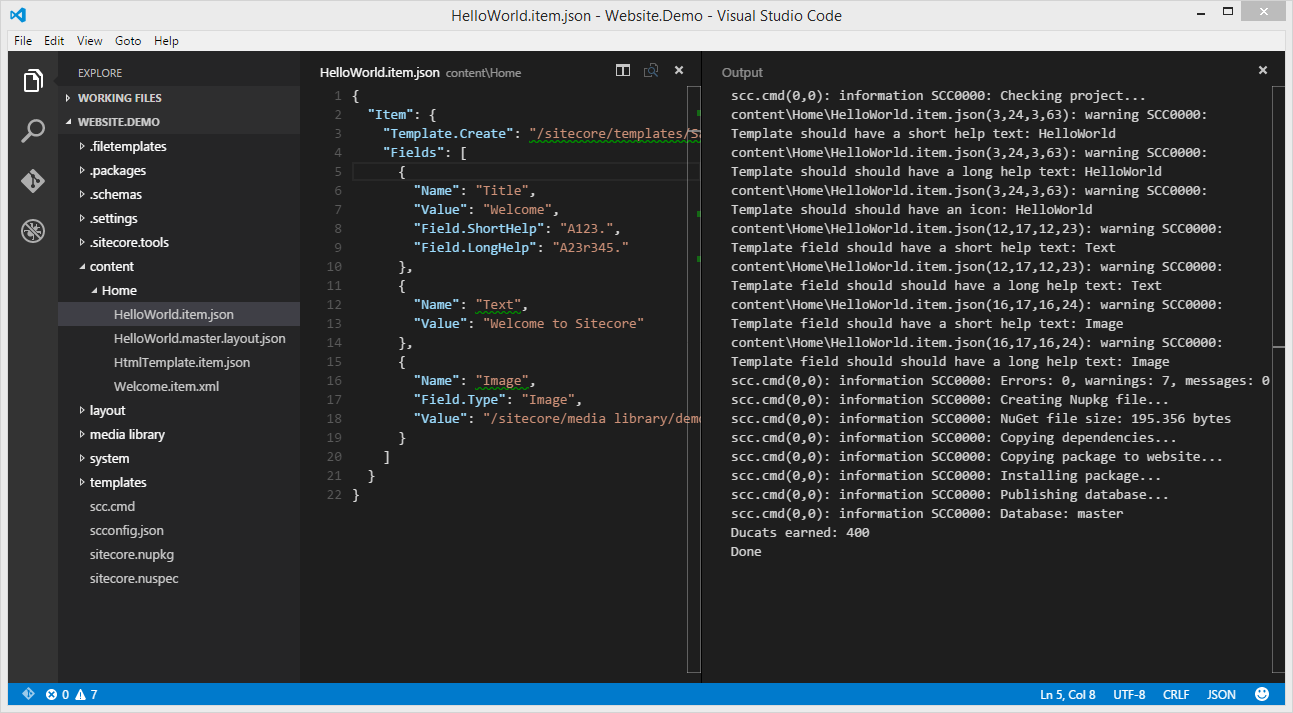 HelloWorld.item.json - Website.Demo - Visual Studio Code
File Edit View Goto Help
EXPLORE
WORKING FILES
WEBSITE.DEMO
.filetemplates
.packages
.schemas
.settings
.sitecore.tools
content
Home
HelloWorld.item.json
HelloWorld.master.layout.json
HtmlTemplate.item.json
Welcome.item.xml
layout
media library
system
templates
scc.cmd
scconfig.json
sitecore.nupkg
sitecore.nuspec
HelloWorld.item.json content\Home
1 {
2 "Item": {
3 "Template.Create": "/sitecore/templates/
4 "Fields": [
5 {
6 "Name": "Title",
7 "Value": "Welcome",
8 "Field.ShortHelp": "A123.",
9 "Field.LongHelp": "A23r345."
10 },
11 {
12 "Name": "Text",
13 "Value": "Welcome to Sitecore"
14 },
15 {
16 "Name": "Image",
17 "Field.Type": "Image",
18 "Value": "/sitecore/media library/demo
19 }
20 ]
21 }
22 }
Output
scc.cmd(0,0): information SCC0000: Checking project...
content\Home\HelloWorld.item.json(3,24,3,63): warning SCC0000:
Template should have a short help text: HelloWorld
content\Home\HelloWorld.item.json(3,24,3,63): warning SCC0000:
Template should should have a long help text: HelloWorld
content\Home\HelloWorld.item.json(3,24,3,63): warning SCC0000:
Template should should have an icon: HelloWorld
content\Home\HelloWorld.item.json(12,17,12,23): warning SCC0000:
Template field should have a short help text: Text
content\Home\HelloWorld.item.json(12,17,12,23): warning SCC0000:
Template field should should have a long help text: Text
content\Home\HelloWorld.item.json(16,17,16,24): warning SCC0000:
Template field should have a short help text: Image
content\Home\HelloWorld.item.json(16,17,16,24): warning SCC0000:
Template field should should have a long help text: Image
scc.cmd(0,0): information SCC0000: Errors: 0, warnings: 7, messages: 0
scc.cmd(0,0): information SCC0000: Creating Nupkg file...
scc.cmd(0,0): information SCC0000: NuGet file size: 195.356 bytes
scc.cmd(0,0): information SCC0000: Copying dependencies...
scc.cmd(0,0): information SCC0000: Copying package to website...
scc.cmd(0,0): information SCC0000: Installing package...
scc.cmd(0,0): information SCC0000: Publishing database...
scc.cmd(0,0): information SCC0000: Database: master
Ducats earned: 400
Done
0 7
Ln 5, Col 8 UTF-8 CRLF JSON